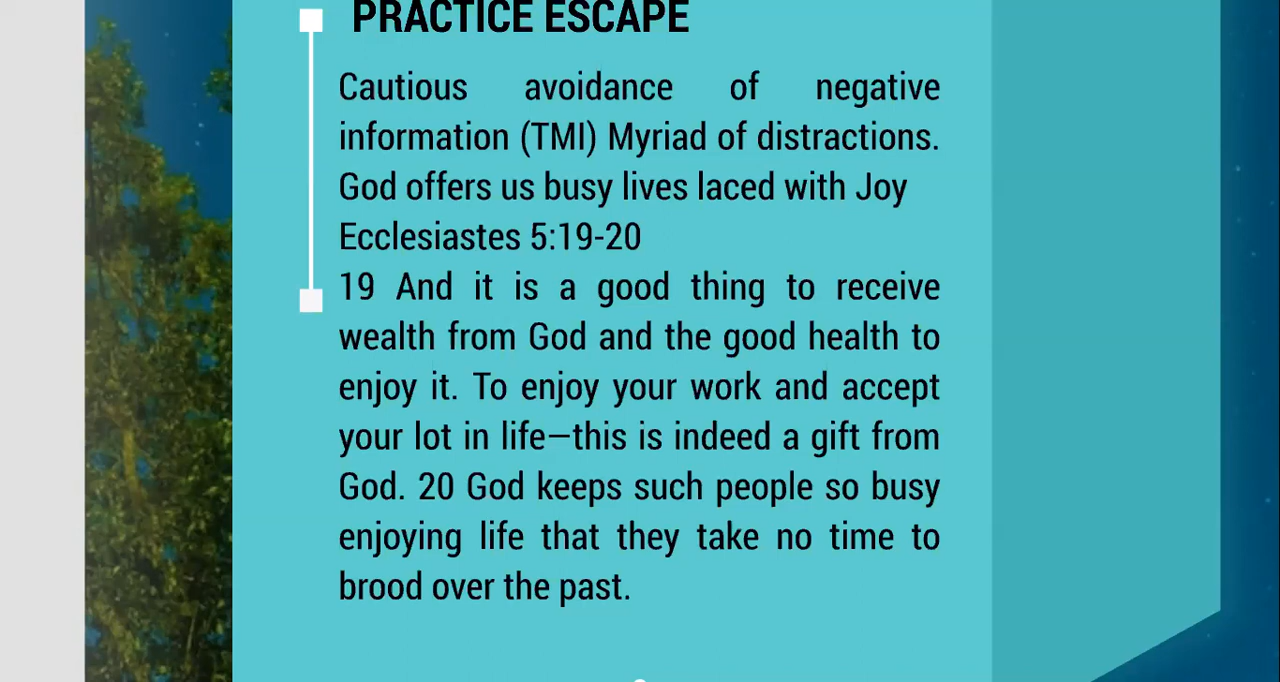 PRACTICE ESCAPE
Cautious avoidance of negative
information (TMI) Myriad of distractions.
God offers us busy lives laced with Joy
Ecclesiastes 5:19-20
19 And it is a good thing to receive
wealth from God and the good health to
enjoy it. To enjoy your work and accept
your lot in life—this is indeed a gift from
God. 20 God keeps such people so busy
enjoying life that they take no time to
brood over the past.